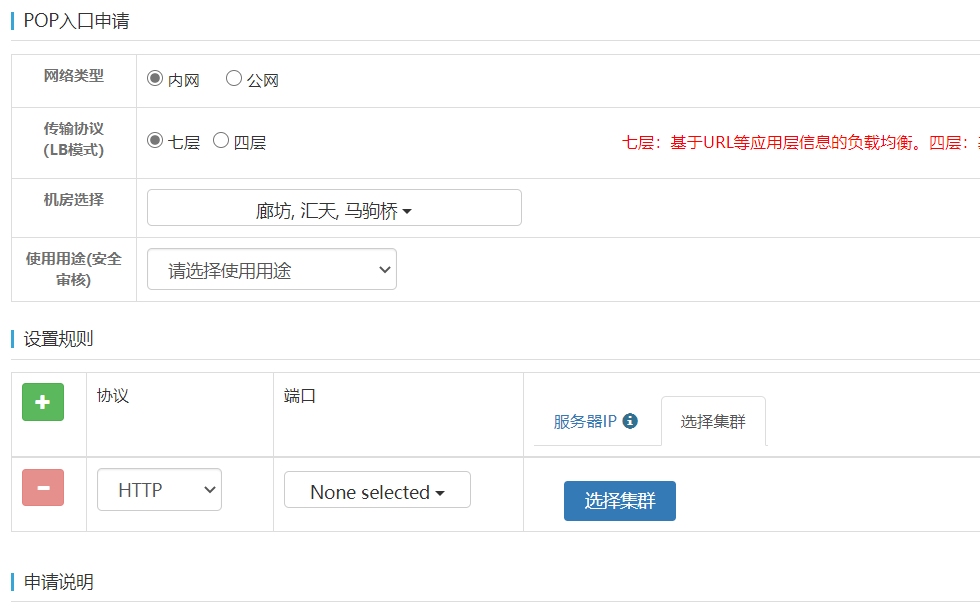 POP入口申请
网络类型
内网 公网
传输协议
(LB模式)
七层 四层
七层：基于URL等应用层信息的负载均衡。四层：
机房选择
廊坊, 汇天, 马驹桥
使用用途(安全
审核)
请选择使用用途
设置规则
协议
端口
服务器IP
选择集群
HTTP
None selected
选择集群
申请说明